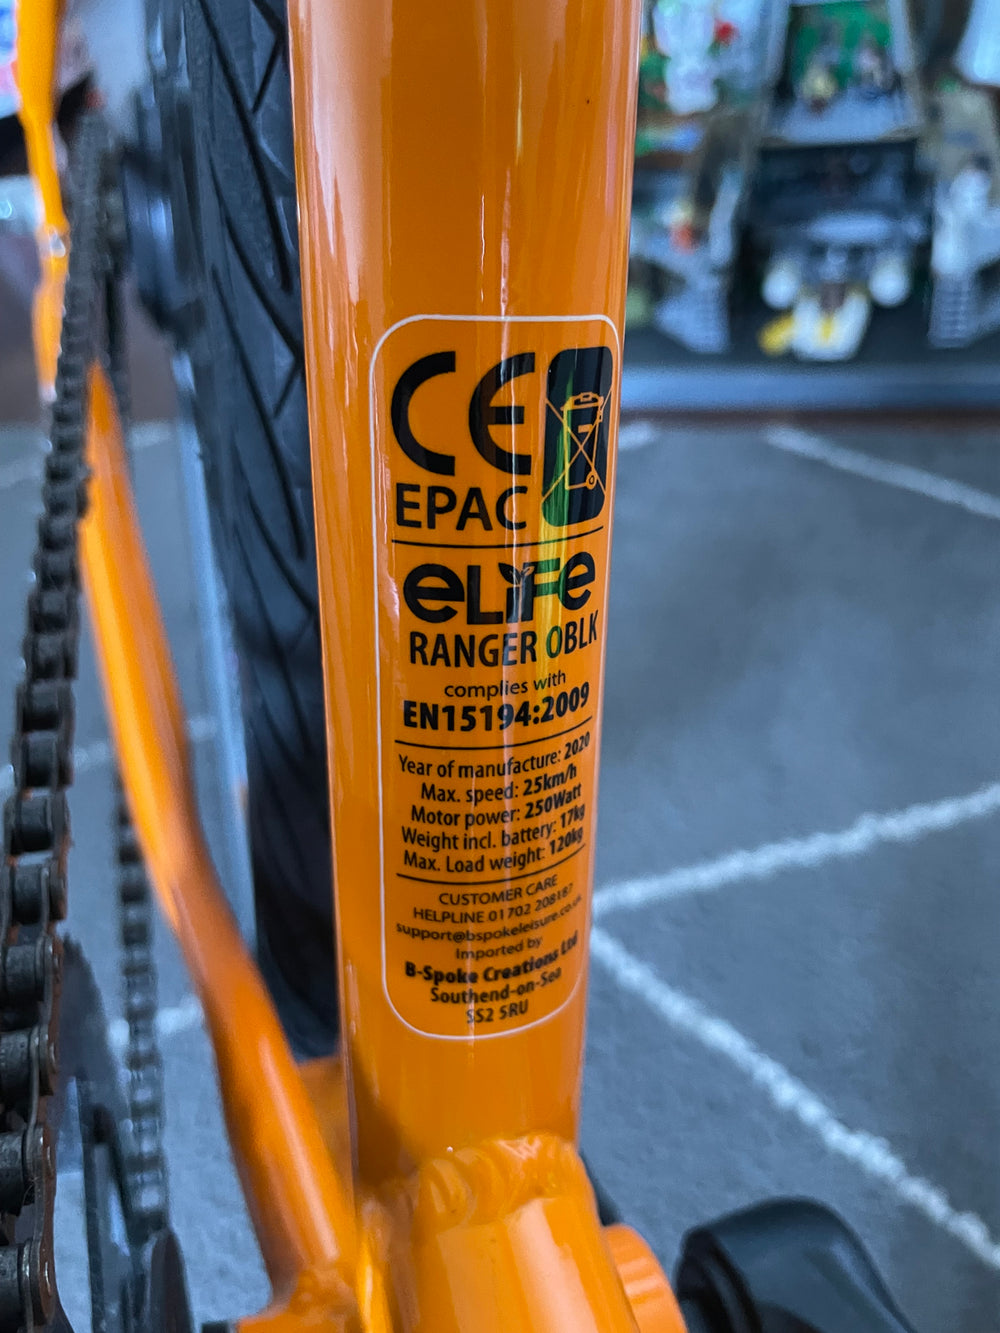 CE
EPAC
eLiFe
RANGER OBLK
complies with
EN15194:2009
Year of manufacture: 2020
Max. speed: 25km/h
Motor power: 250Watt
Weight incl. battery: 17kg
Max. Load weight: 120kg
CUSTOMER CARE
HELPLINE 01702 208187
support@bspokeleisure.co.uk
Imported by
B-Spoke Creations Ltd
Southend-on-Sea
SS2 5RU